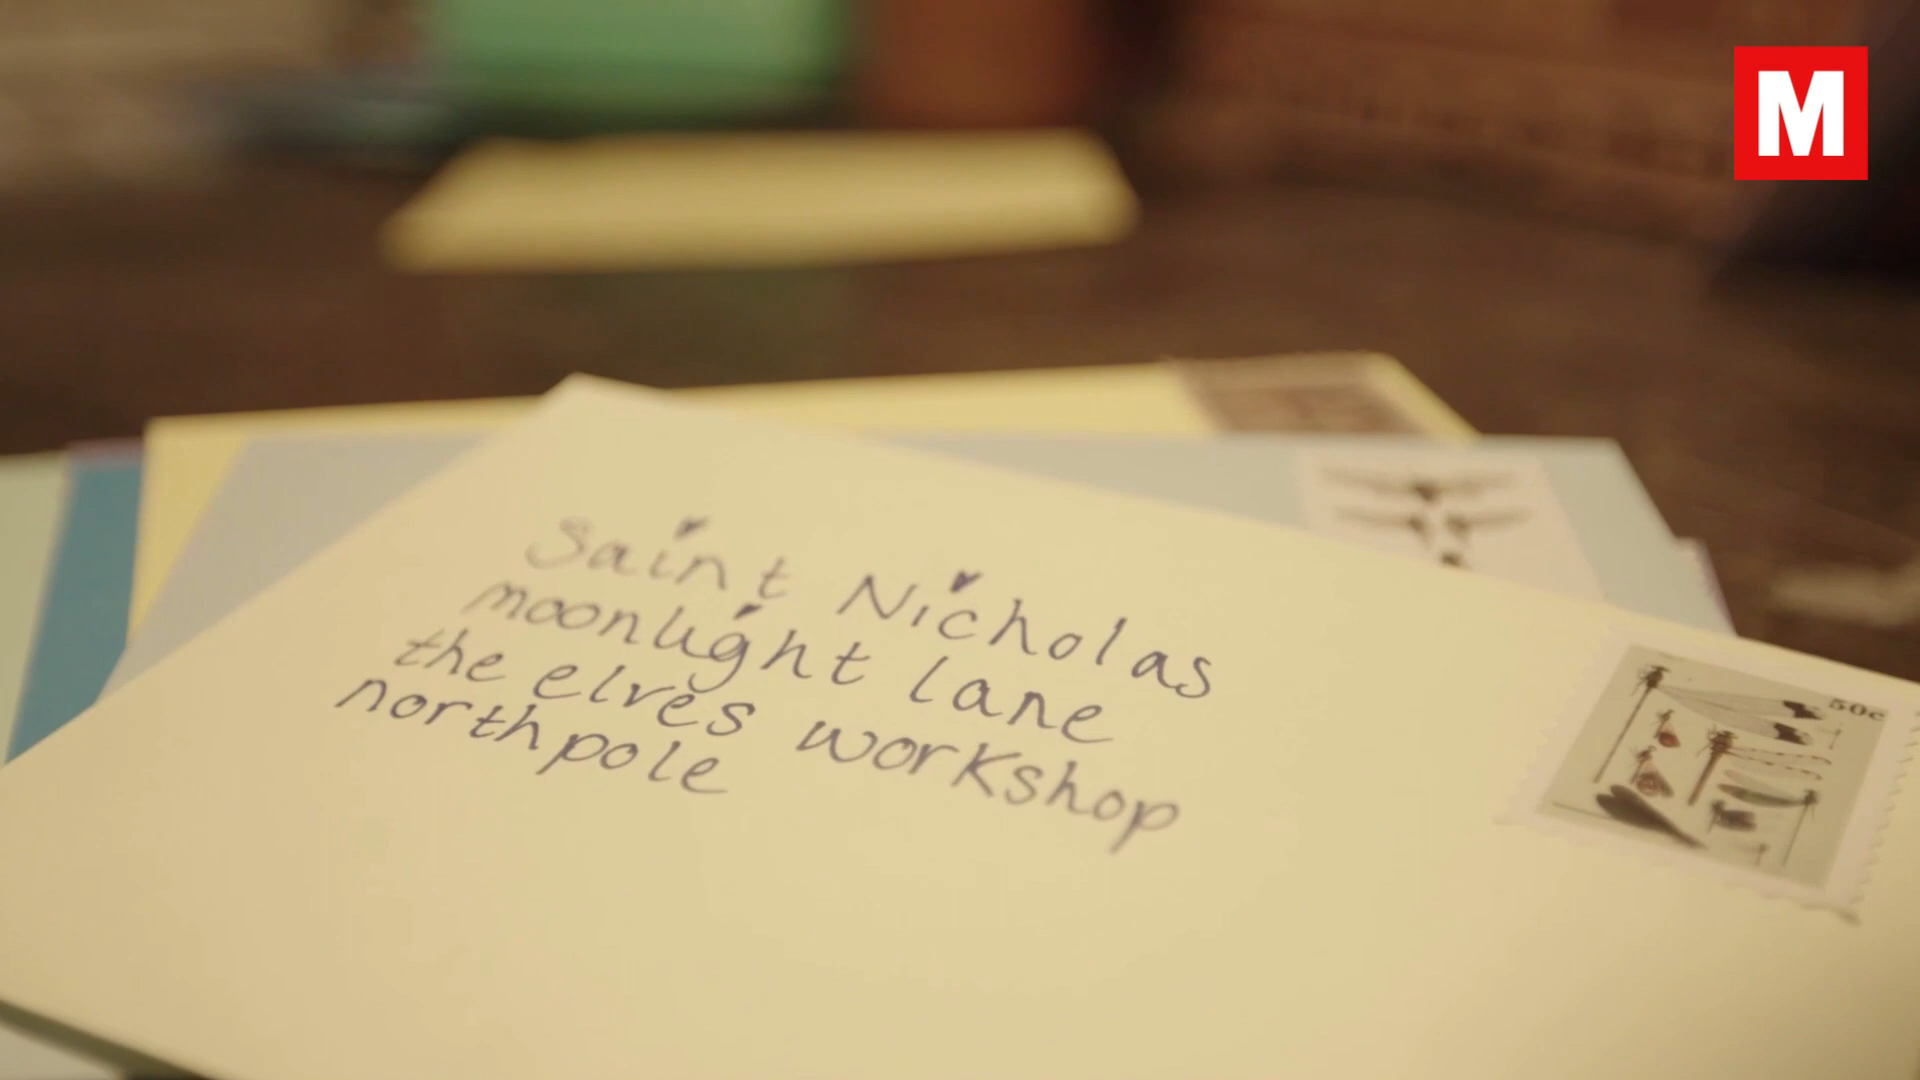 M
Saint Nicholas
moonlight lane
the elves workshop
northpole
50c